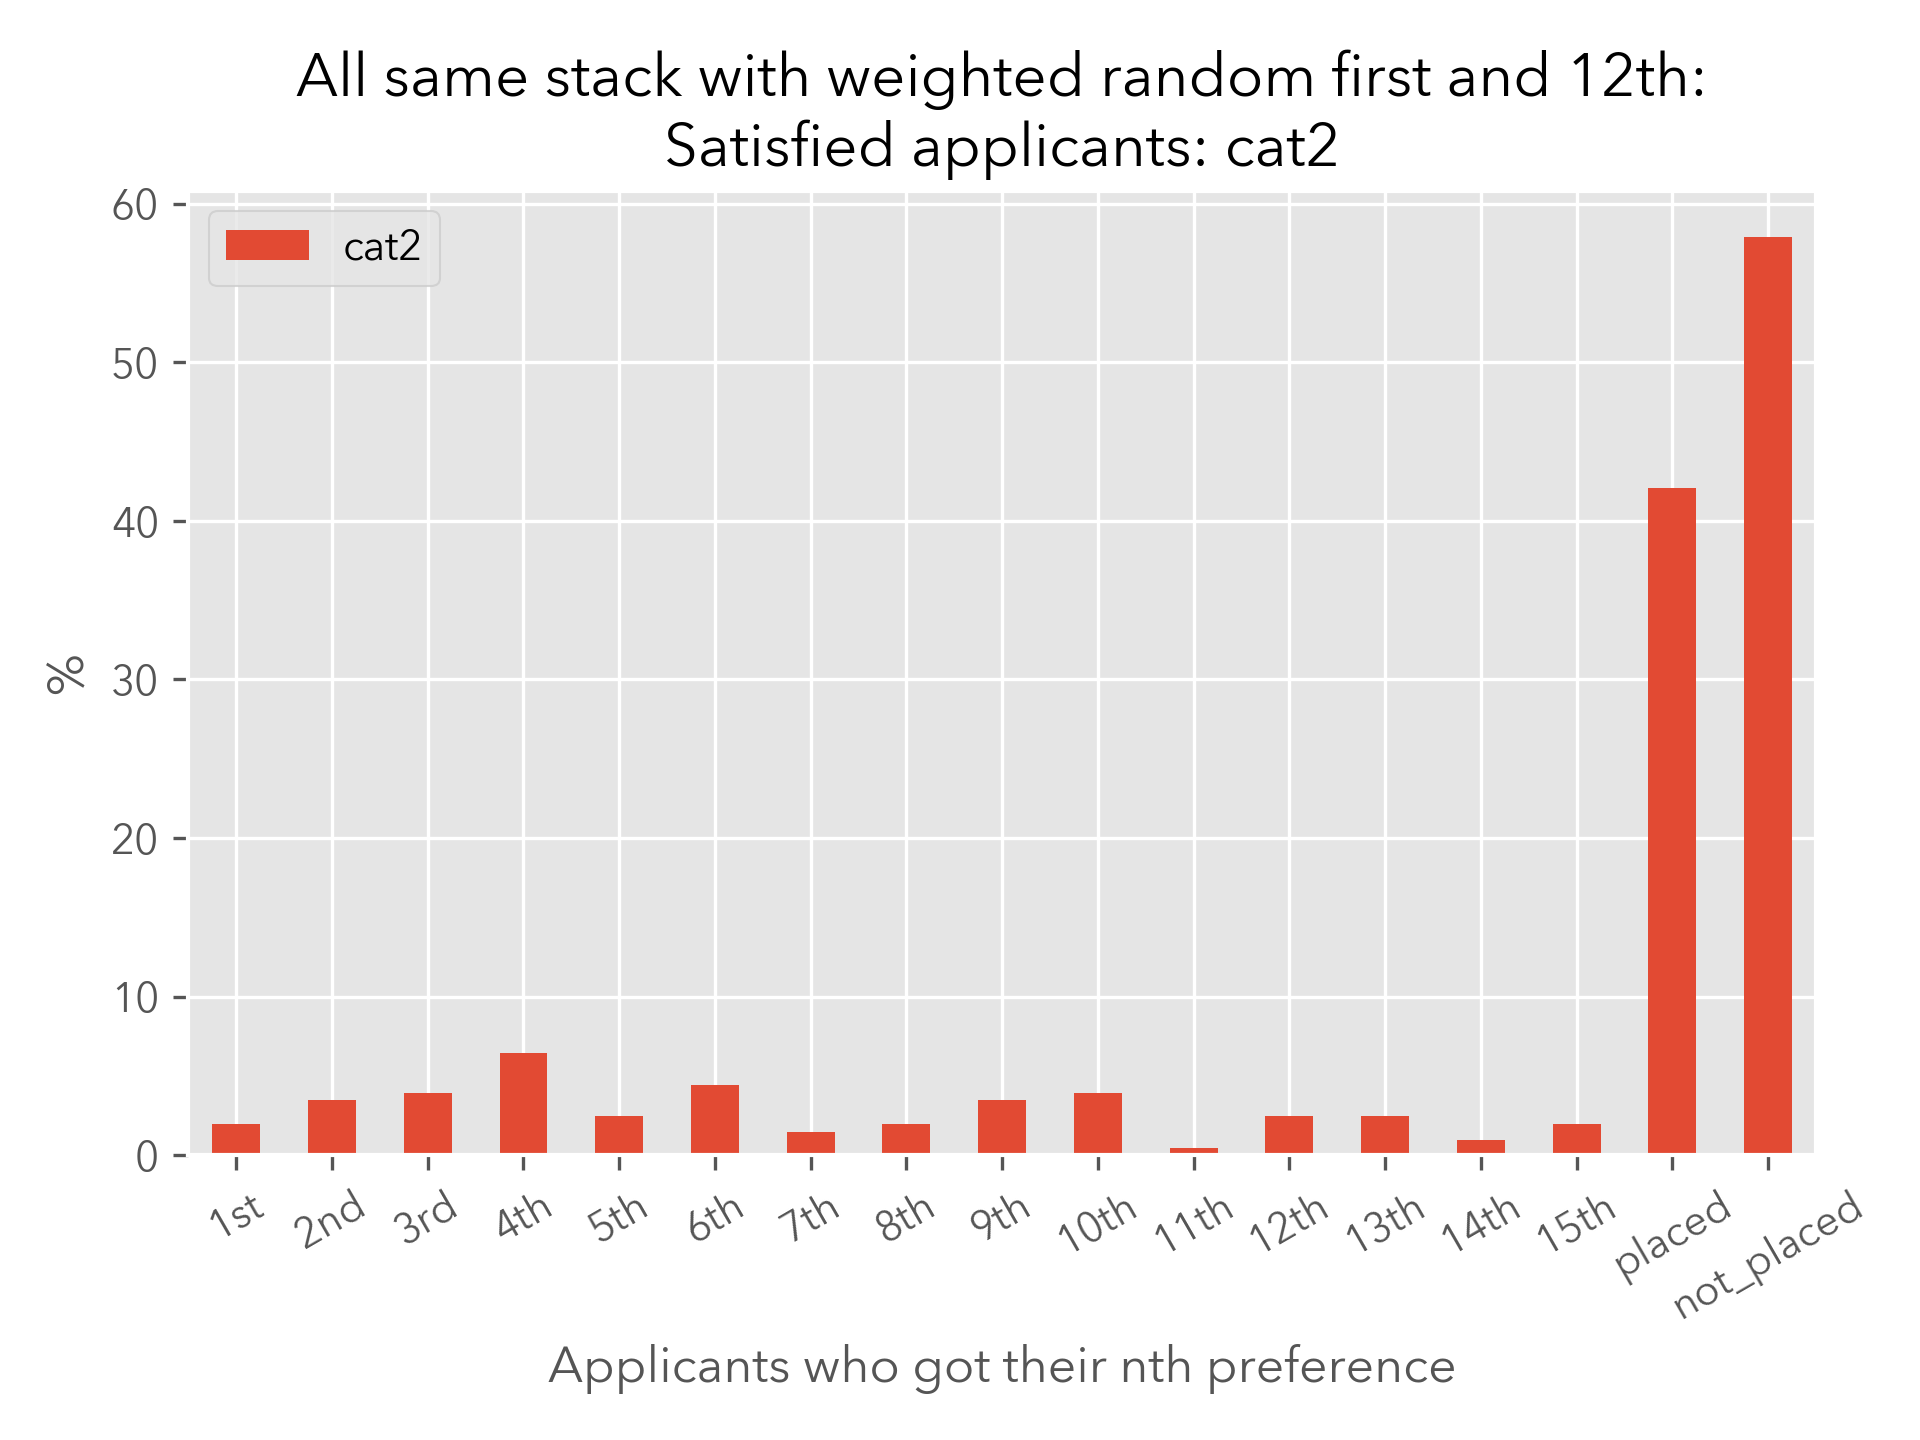 All same stack with weighted random first and 12th:
Satisfied applicants: cat2
cat2
60
50
40
30
20
10
0
%
1st 2nd 3rd 4th 5th 6th 7th 8th 9th 10th 11th 12th 13th 14th 15th placed not_placed
Applicants who got their nth preference